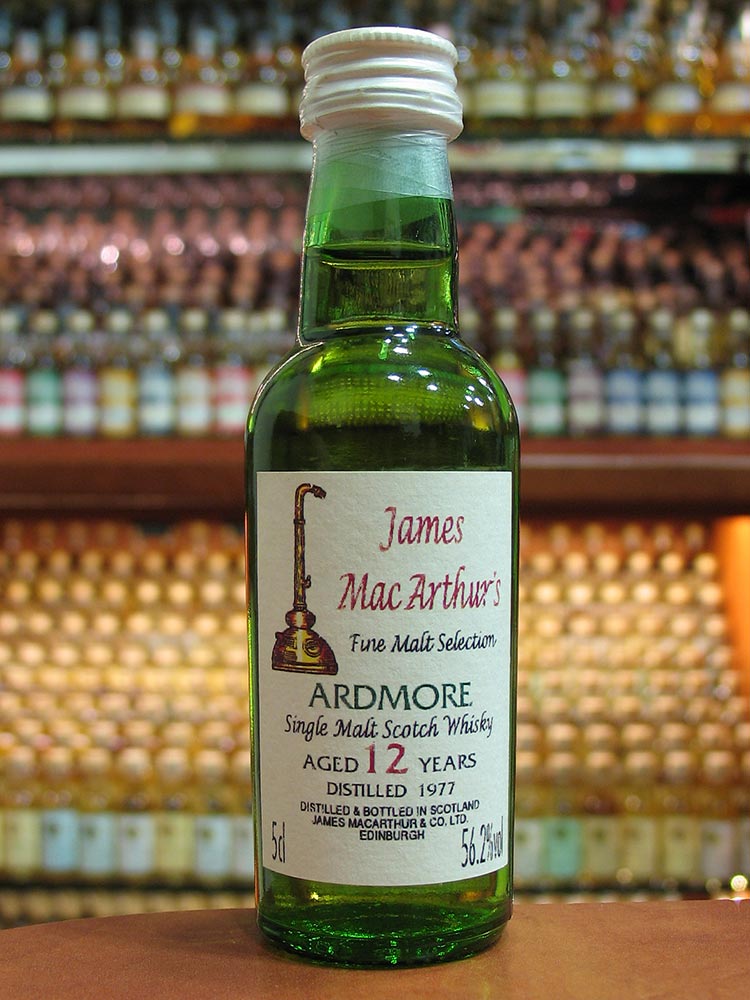 James
MacArthur's
Fine Malt Selection
ARDMORE
Single Malt Scotch Whisky
AGED 12 YEARS
DISTILLED 1977
DISTILLED & BOTTLED IN SCOTLAND
JAMES MACARTHUR & CO. LTD.
EDINBURGH
5cl 56.2%vol